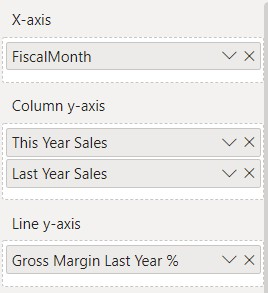 X-axis
FiscalMonth
Column y-axis
This Year Sales
Last Year Sales
Line y-axis
Gross Margin Last Year %